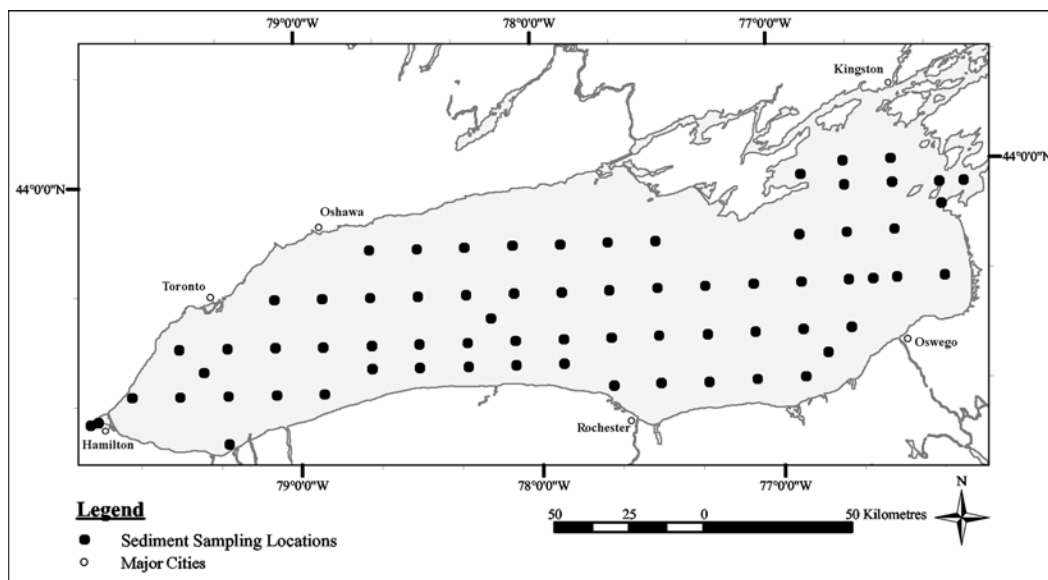 79°0'0"W 78°0'0"W 77°0'0"W
Kingston
44°0'0"N
44°0'0"N
Oshawa
Toronto
Oswego
Rochester
Hamilton
79°0'0"W 78°0'0"W 77°0'0"W
Legend
Sediment Sampling Locations
Major Cities
50 25 0 50 Kilometres
N